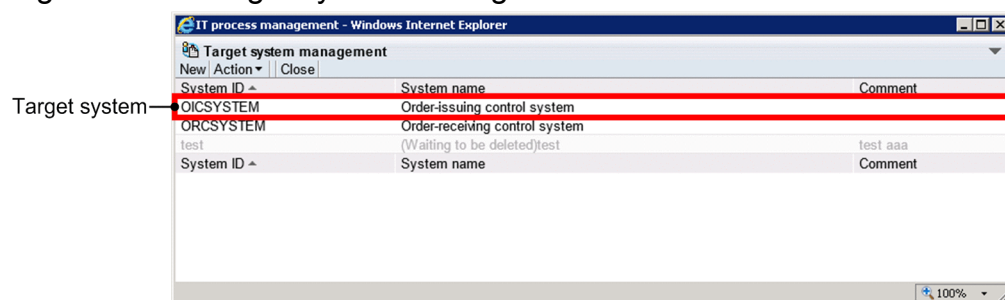 IT process management - Windows Internet Explorer
Target system management
New Action Close
System ID System name Comment
Target system
OICSYSTEM Order-issuing control system
ORCSYSTEM Order-receiving control system
test (Waiting to be deleted)test test aaa
System ID System name Comment
100%